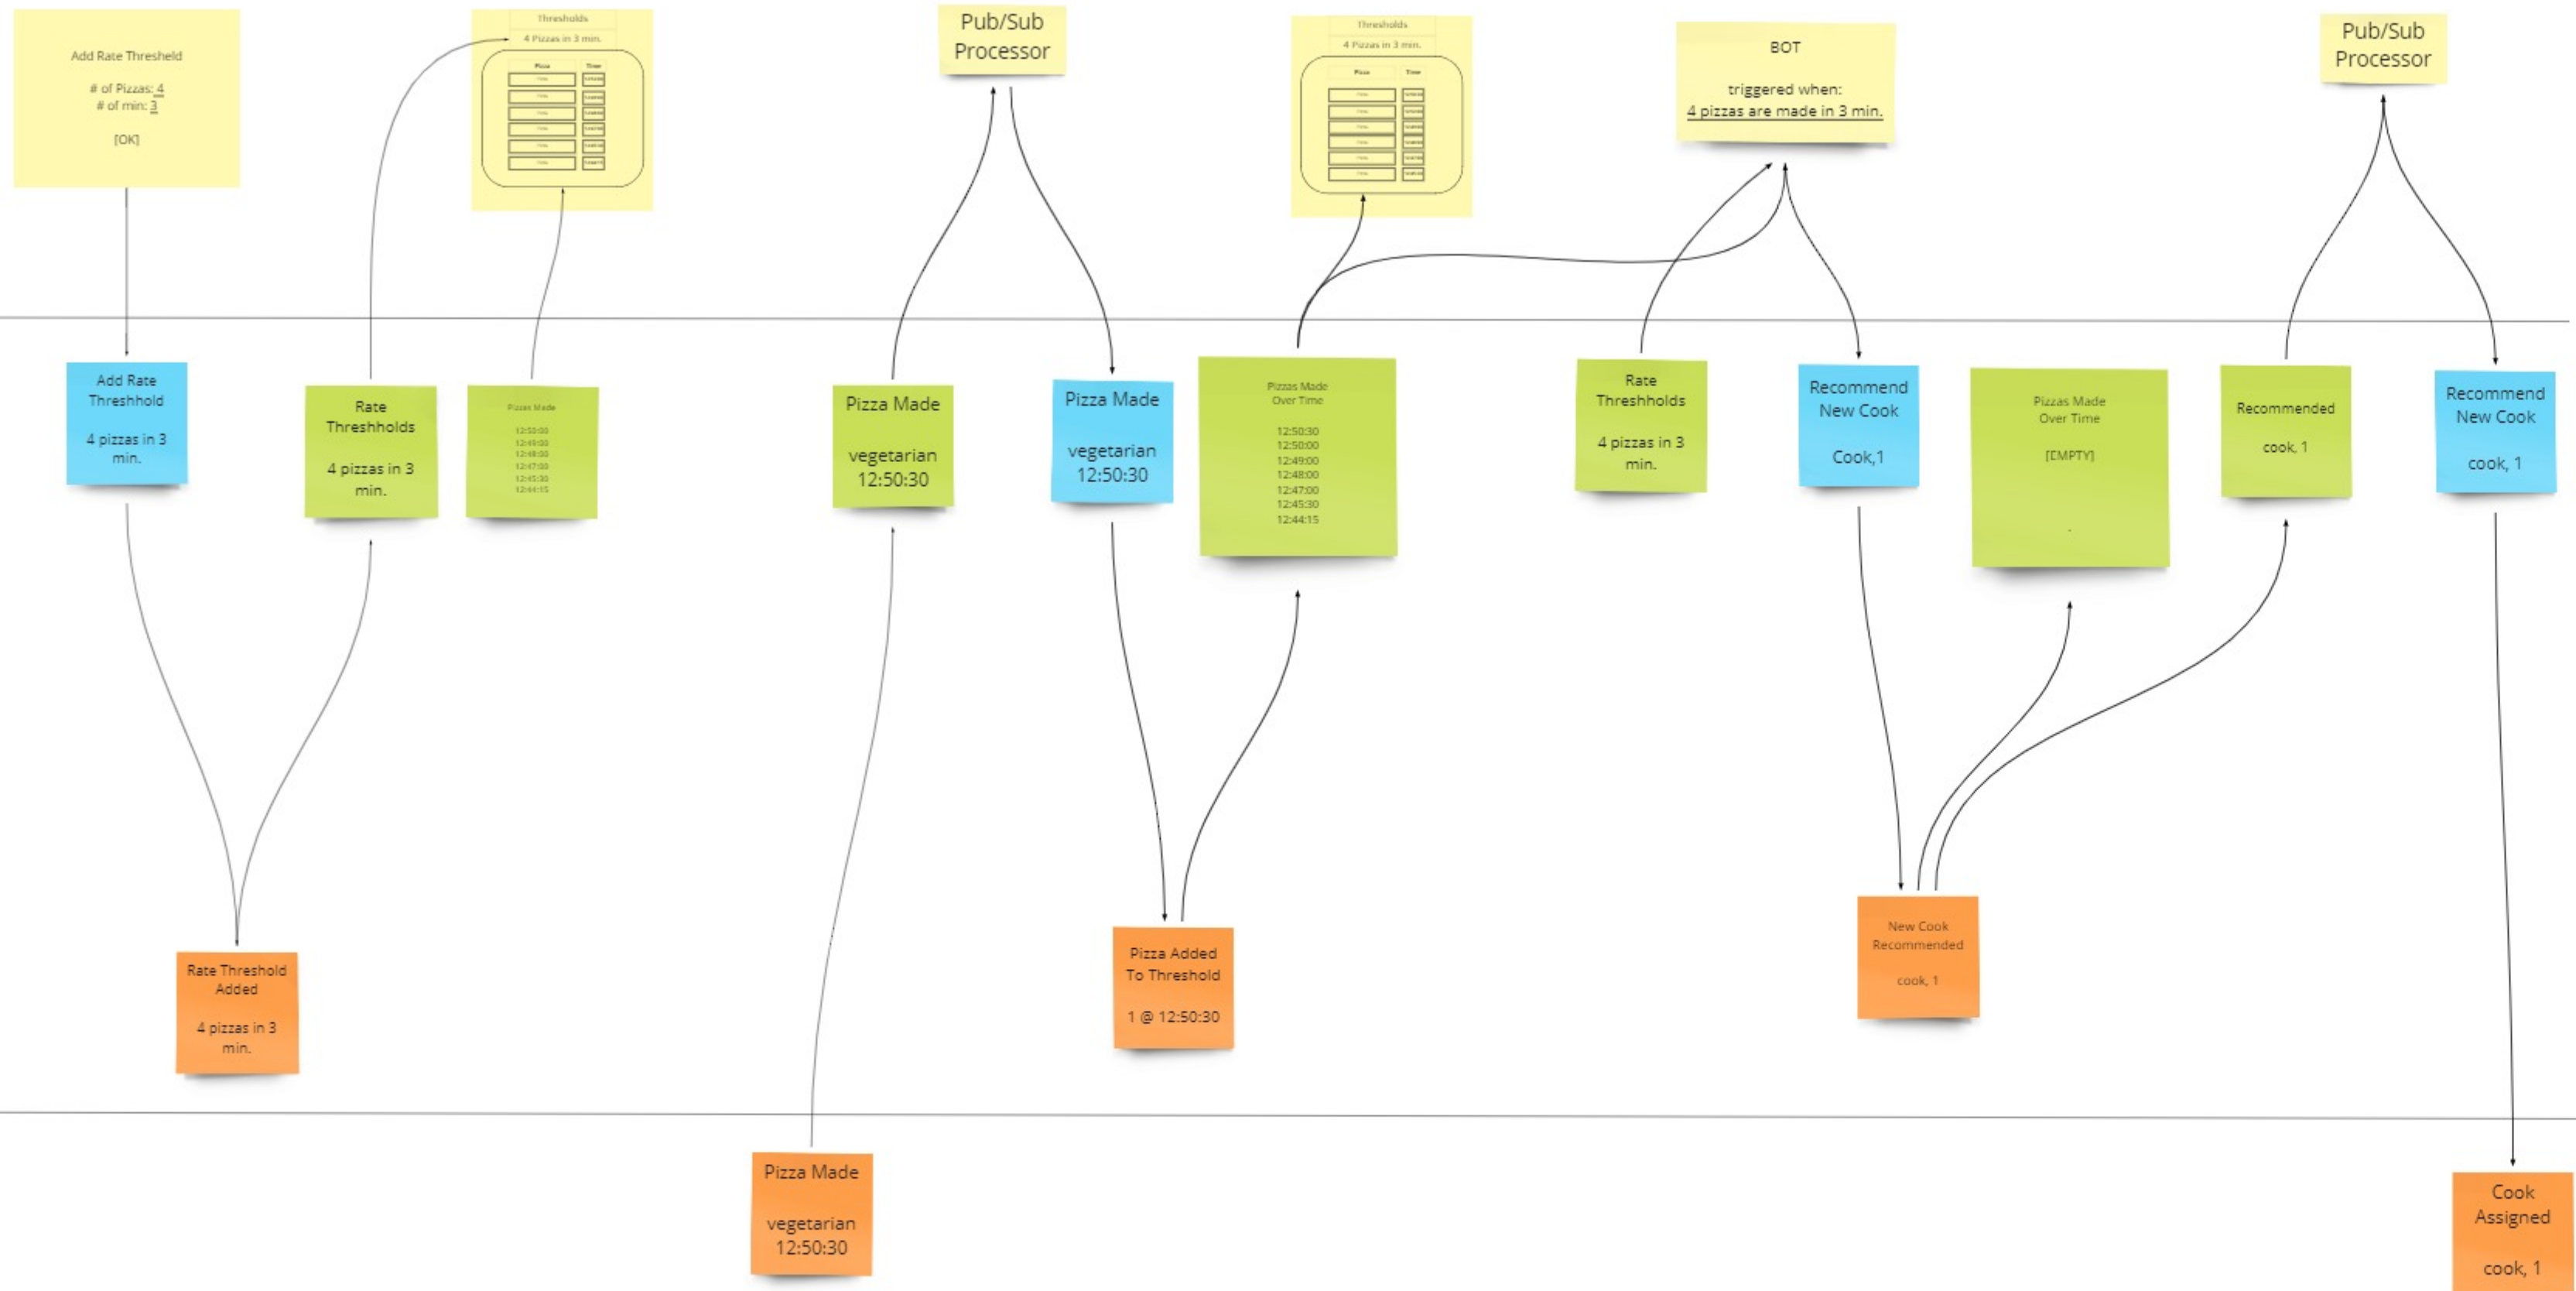 Add Rate Thresheld
# of Pizzas: 4
# of min: 3
[OK]
Thresholds
4 Pizzas in 3 min.
Pizza Time
Pub/Sub
Processor
Thresholds
4 Pizzas in 3 min.
Pizza Time
BOT
triggered when:
4 pizzas are made in 3 min.
Pub/Sub
Processor
Add Rate
Threshhold
4 pizzas in 3
min.
Rate
Threshholds
4 pizzas in 3
min.
Pizzas Made
12:50:00
12:49:00
12:48:00
12:47:00
12:45:30
12:44:15
Pizza Made
vegetarian
12:50:30
Pizza Made
vegetarian
12:50:30
Pizzas Made
Over Time
12:50:30
12:50:00
12:49:00
12:48:00
12:47:00
12:45:30
12:44:15
Rate
Threshholds
4 pizzas in 3
min.
Recommend
New Cook
Cook,1
Pizzas Made
Over Time
[EMPTY]
.
Recommended
cook, 1
Recommend
New Cook
cook, 1
Rate Threshold
Added
4 pizzas in 3
min.
Pizza Added
To Threshold
1 @ 12:50:30
New Cook
Recommended
cook, 1
Pizza Made
vegetarian
12:50:30
Cook
Assigned
cook, 1